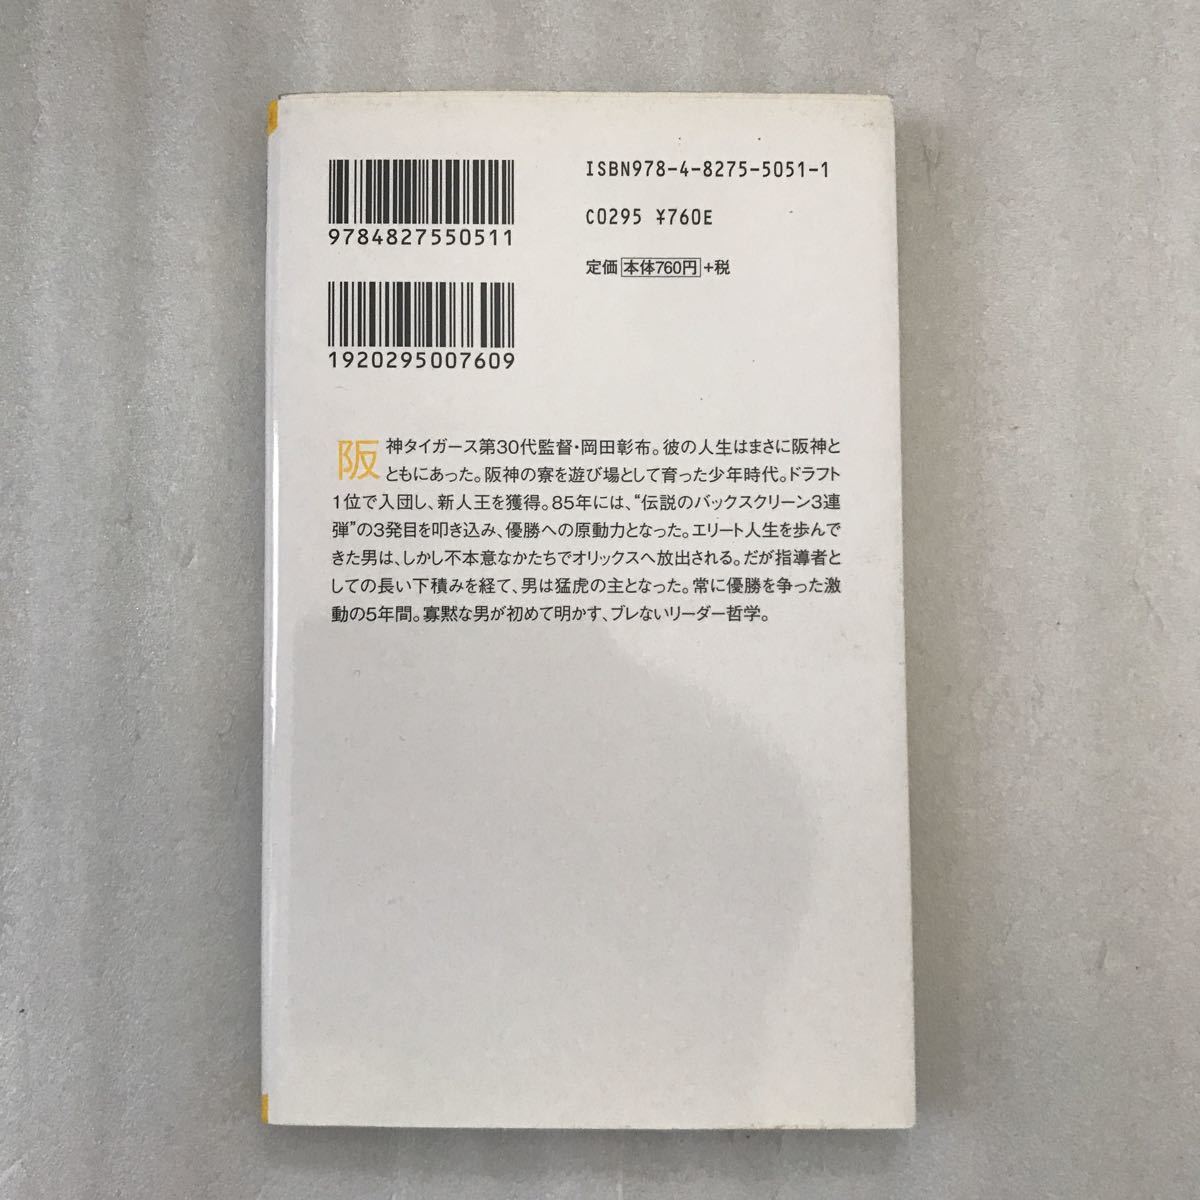 9784827550511
1920295007609
ISBN978-4-8275-5051-1
C0295 ¥760E
定価 本体760円 +税
阪神タイガース第30代監督・岡田彰布。彼の人生はまさに阪神と
ともにあった。阪神の寮を遊び場として育った少年時代。ドラフト
1位で入団し、新人王を獲得。85年には、“伝説のバックスクリーン3連
弾”の3発目を叩き込み、優勝への原動力となった。エリート人生を歩んで
きた男は、しかし不本意なかたちでオリックスへ放出される。だが指導者と
しての長い下積みを経て、男は猛虎の主となった。常に優勝を争った激
動の5年間。寡黙な男が初めて明かす、ブレないリーダー哲学。